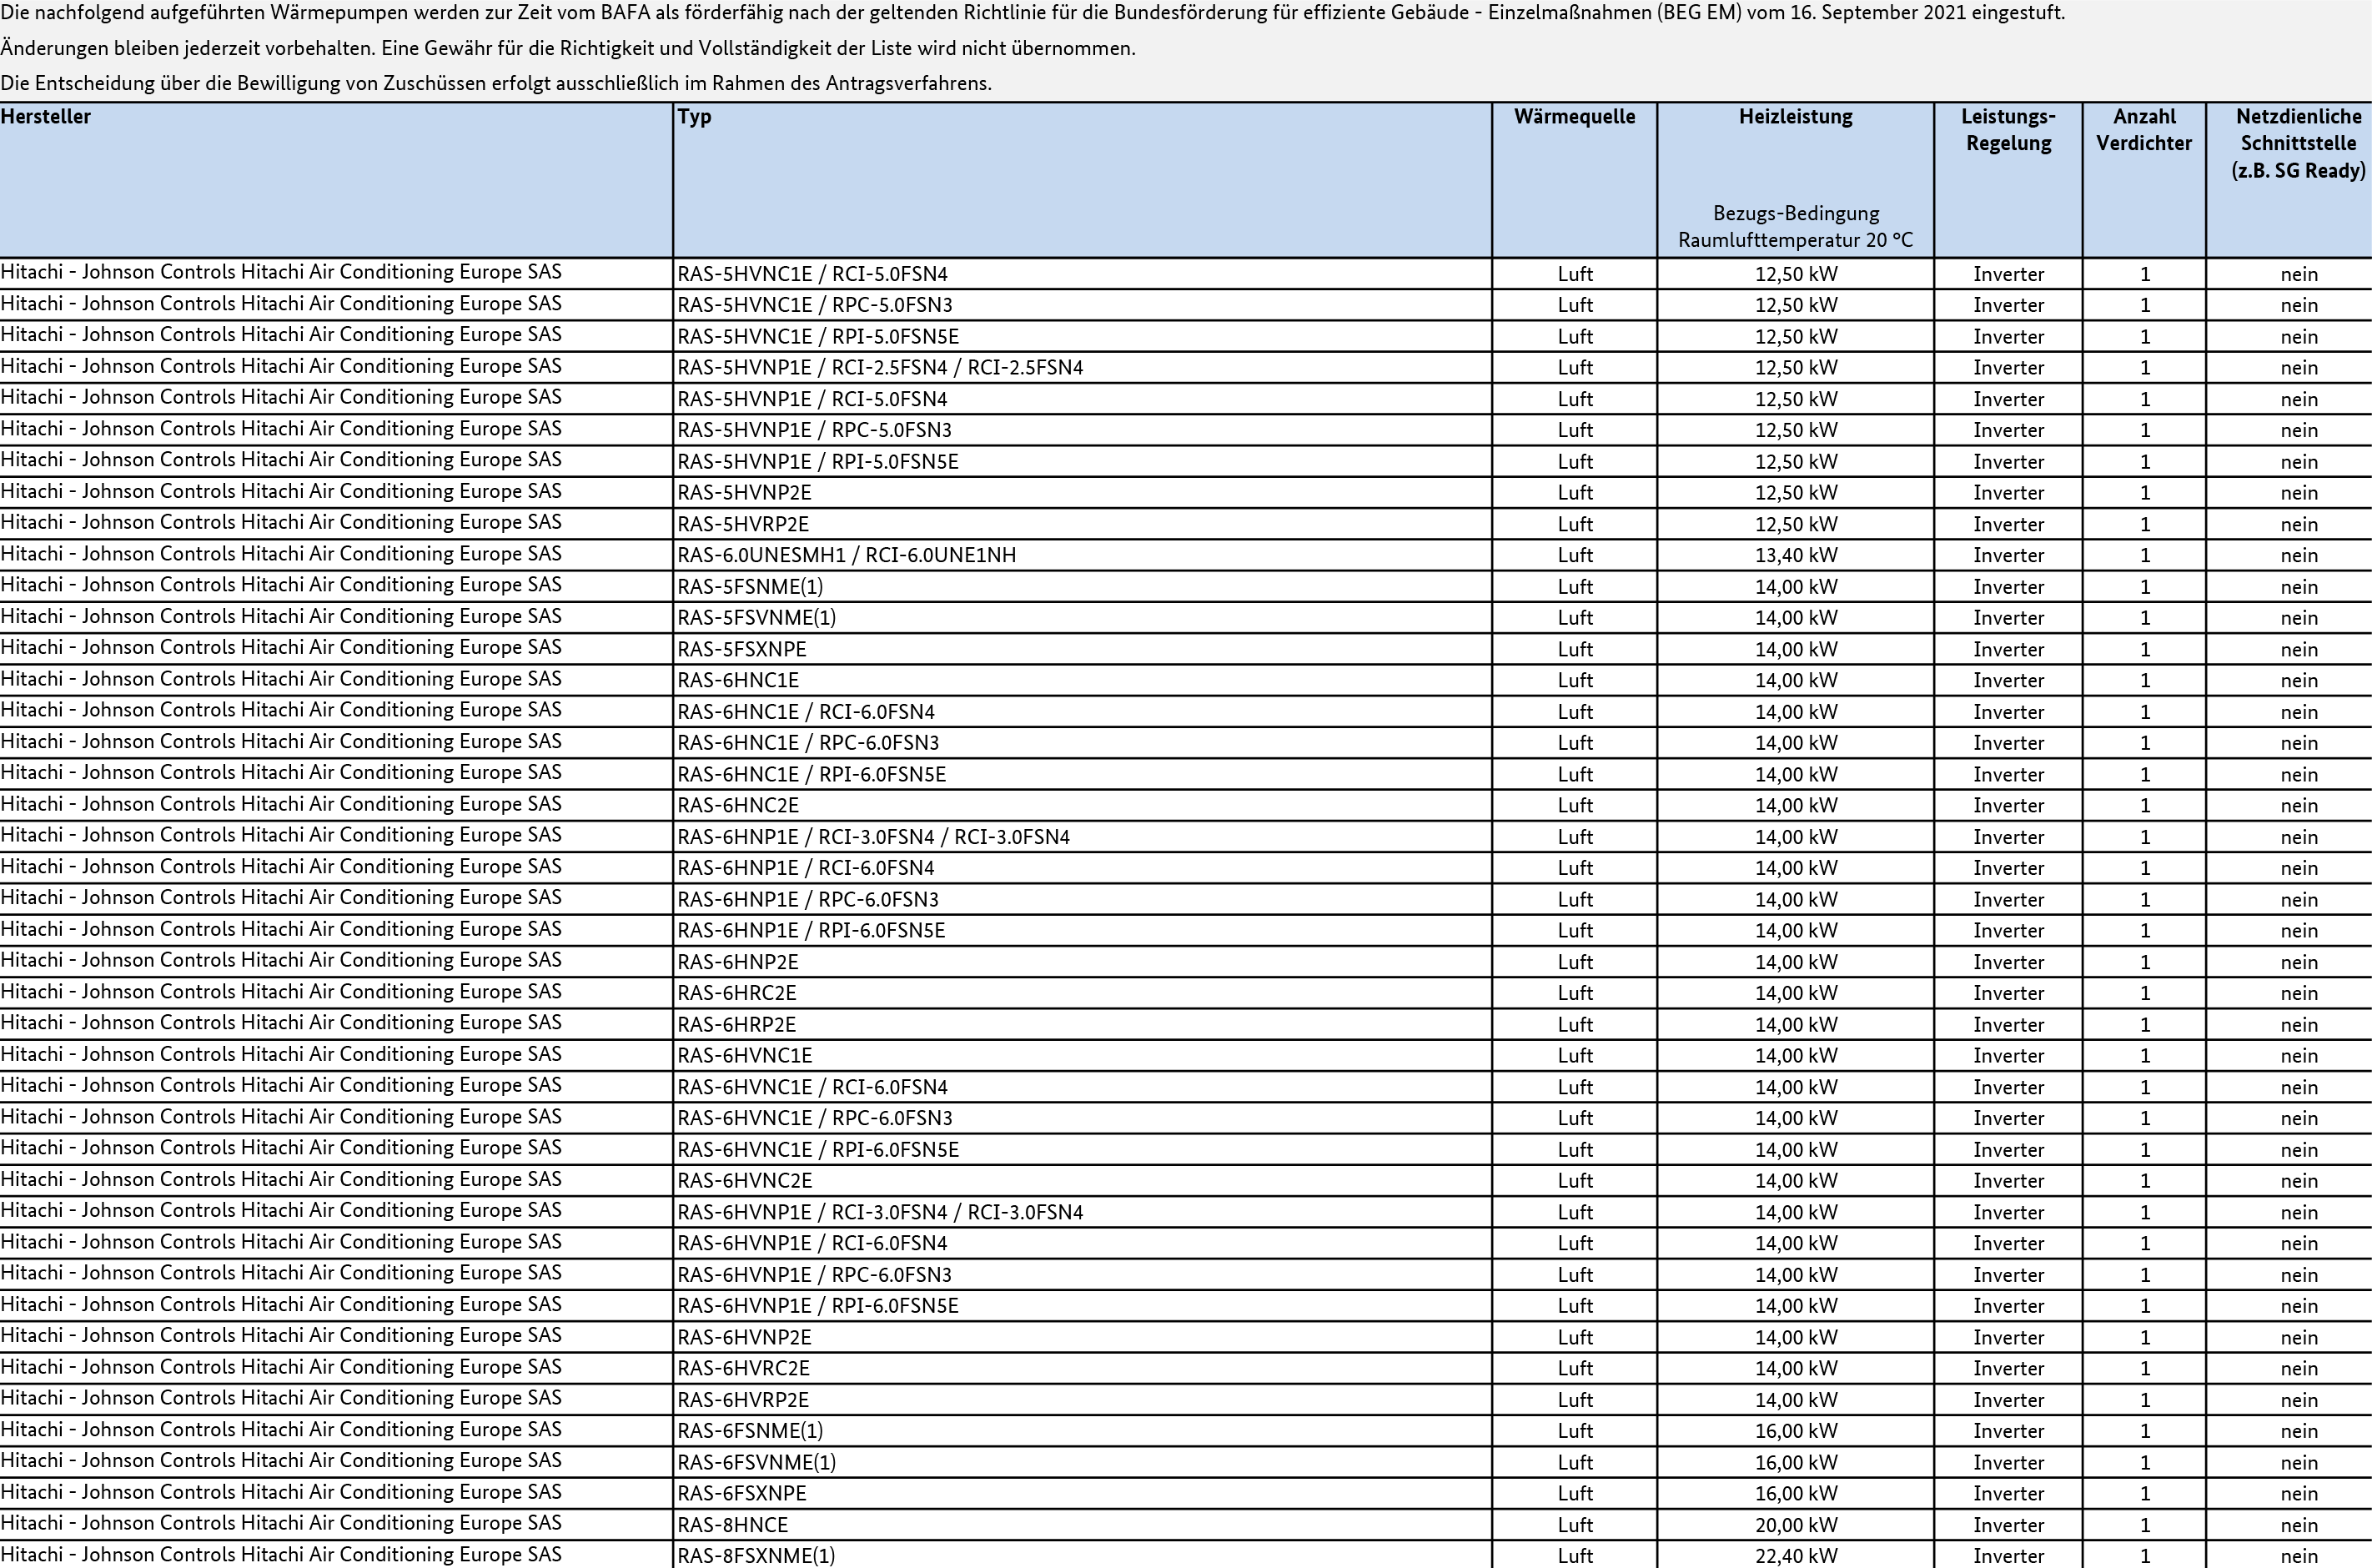 Die nachfolgend aufgeführten Wärmepumpen werden zur Zeit vom BAFA als förderfähig nach der geltenden Richtlinie für die Bundesförderung für effiziente Gebäude - Einzelmaßnahmen (BEG EM) vom 16. September 2021 eingestuft.
Änderungen bleiben jederzeit vorbehalten. Eine Gewähr für die Richtigkeit und Vollständigkeit der Liste wird nicht übernommen.
Die Entscheidung über die Bewilligung von Zuschüssen erfolgt ausschließlich im Rahmen des Antragsverfahrens.
Hersteller Typ Wärmequelle Heizleistung Leistungs- Anzahl Netzdienliche
Regelung Verdichter Schnittstelle
(z.B. SG Ready)
Bezugs-Bedingung
Raumlufttemperatur 20 °C
Hitachi - Johnson Controls Hitachi Air Conditioning Europe SAS RAS-5HVNC1E / RCI-5.0FSN4 Luft 12,50 kW Inverter 1 nein
Hitachi - Johnson Controls Hitachi Air Conditioning Europe SAS RAS-5HVNC1E / RPC-5.0FSN3 Luft 12,50 kW Inverter 1 nein
Hitachi - Johnson Controls Hitachi Air Conditioning Europe SAS RAS-5HVNC1E / RPI-5.0FSN5E Luft 12,50 kW Inverter 1 nein
Hitachi - Johnson Controls Hitachi Air Conditioning Europe SAS RAS-5HVNP1E / RCI-2.5FSN4 / RCI-2.5FSN4 Luft 12,50 kW Inverter 1 nein
Hitachi - Johnson Controls Hitachi Air Conditioning Europe SAS RAS-5HVNP1E / RCI-5.0FSN4 Luft 12,50 kW Inverter 1 nein
Hitachi - Johnson Controls Hitachi Air Conditioning Europe SAS RAS-5HVNP1E / RPC-5.0FSN3 Luft 12,50 kW Inverter 1 nein
Hitachi - Johnson Controls Hitachi Air Conditioning Europe SAS RAS-5HVNP1E / RPI-5.0FSN5E Luft 12,50 kW Inverter 1 nein
Hitachi - Johnson Controls Hitachi Air Conditioning Europe SAS RAS-5HVNP2E Luft 12,50 kW Inverter 1 nein
Hitachi - Johnson Controls Hitachi Air Conditioning Europe SAS RAS-5HVRP2E Luft 12,50 kW Inverter 1 nein
Hitachi - Johnson Controls Hitachi Air Conditioning Europe SAS RAS-6.0UNESMH1 / RCI-6.0UNE1NH Luft 13,40 kW Inverter 1 nein
Hitachi - Johnson Controls Hitachi Air Conditioning Europe SAS RAS-5FSNME(1) Luft 14,00 kW Inverter 1 nein
Hitachi - Johnson Controls Hitachi Air Conditioning Europe SAS RAS-5FSVNME(1) Luft 14,00 kW Inverter 1 nein
Hitachi - Johnson Controls Hitachi Air Conditioning Europe SAS RAS-5FSXNPE Luft 14,00 kW Inverter 1 nein
Hitachi - Johnson Controls Hitachi Air Conditioning Europe SAS RAS-6HNC1E Luft 14,00 kW Inverter 1 nein
Hitachi - Johnson Controls Hitachi Air Conditioning Europe SAS RAS-6HNC1E / RCI-6.0FSN4 Luft 14,00 kW Inverter 1 nein
Hitachi - Johnson Controls Hitachi Air Conditioning Europe SAS RAS-6HNC1E / RPC-6.0FSN3 Luft 14,00 kW Inverter 1 nein
Hitachi - Johnson Controls Hitachi Air Conditioning Europe SAS RAS-6HNC1E / RPI-6.0FSN5E Luft 14,00 kW Inverter 1 nein
Hitachi - Johnson Controls Hitachi Air Conditioning Europe SAS RAS-6HNC2E Luft 14,00 kW Inverter 1 nein
Hitachi - Johnson Controls Hitachi Air Conditioning Europe SAS RAS-6HNP1E / RCI-3.0FSN4 / RCI-3.0FSN4 Luft 14,00 kW Inverter 1 nein
Hitachi - Johnson Controls Hitachi Air Conditioning Europe SAS RAS-6HNP1E / RCI-6.0FSN4 Luft 14,00 kW Inverter 1 nein
Hitachi - Johnson Controls Hitachi Air Conditioning Europe SAS RAS-6HNP1E / RPC-6.0FSN3 Luft 14,00 kW Inverter 1 nein
Hitachi - Johnson Controls Hitachi Air Conditioning Europe SAS RAS-6HNP1E / RPI-6.0FSN5E Luft 14,00 kW Inverter 1 nein
Hitachi - Johnson Controls Hitachi Air Conditioning Europe SAS RAS-6HNP2E Luft 14,00 kW Inverter 1 nein
Hitachi - Johnson Controls Hitachi Air Conditioning Europe SAS RAS-6HRC2E Luft 14,00 kW Inverter 1 nein
Hitachi - Johnson Controls Hitachi Air Conditioning Europe SAS RAS-6HRP2E Luft 14,00 kW Inverter 1 nein
Hitachi - Johnson Controls Hitachi Air Conditioning Europe SAS RAS-6HVNC1E Luft 14,00 kW Inverter 1 nein
Hitachi - Johnson Controls Hitachi Air Conditioning Europe SAS RAS-6HVNC1E / RCI-6.0FSN4 Luft 14,00 kW Inverter 1 nein
Hitachi - Johnson Controls Hitachi Air Conditioning Europe SAS RAS-6HVNC1E / RPC-6.0FSN3 Luft 14,00 kW Inverter 1 nein
Hitachi - Johnson Controls Hitachi Air Conditioning Europe SAS RAS-6HVNC1E / RPI-6.0FSN5E Luft 14,00 kW Inverter 1 nein
Hitachi - Johnson Controls Hitachi Air Conditioning Europe SAS RAS-6HVNC2E Luft 14,00 kW Inverter 1 nein
Hitachi - Johnson Controls Hitachi Air Conditioning Europe SAS RAS-6HVNP1E / RCI-3.0FSN4 / RCI-3.0FSN4 Luft 14,00 kW Inverter 1 nein
Hitachi - Johnson Controls Hitachi Air Conditioning Europe SAS RAS-6HVNP1E / RCI-6.0FSN4 Luft 14,00 kW Inverter 1 nein
Hitachi - Johnson Controls Hitachi Air Conditioning Europe SAS RAS-6HVNP1E / RPC-6.0FSN3 Luft 14,00 kW Inverter 1 nein
Hitachi - Johnson Controls Hitachi Air Conditioning Europe SAS RAS-6HVNP1E / RPI-6.0FSN5E Luft 14,00 kW Inverter 1 nein
Hitachi - Johnson Controls Hitachi Air Conditioning Europe SAS RAS-6HVNP2E Luft 14,00 kW Inverter 1 nein
Hitachi - Johnson Controls Hitachi Air Conditioning Europe SAS RAS-6HVRC2E Luft 14,00 kW Inverter 1 nein
Hitachi - Johnson Controls Hitachi Air Conditioning Europe SAS RAS-6HVRP2E Luft 14,00 kW Inverter 1 nein
Hitachi - Johnson Controls Hitachi Air Conditioning Europe SAS RAS-6FSNME(1) Luft 16,00 kW Inverter 1 nein
Hitachi - Johnson Controls Hitachi Air Conditioning Europe SAS RAS-6FSVNME(1) Luft 16,00 kW Inverter 1 nein
Hitachi - Johnson Controls Hitachi Air Conditioning Europe SAS RAS-6FSXNPE Luft 16,00 kW Inverter 1 nein
Hitachi - Johnson Controls Hitachi Air Conditioning Europe SAS RAS-8HNCE Luft 20,00 kW Inverter 1 nein
Hitachi - Johnson Controls Hitachi Air Conditioning Europe SAS RAS-8FSXNME(1) Luft 22,40 kW Inverter 1 nein